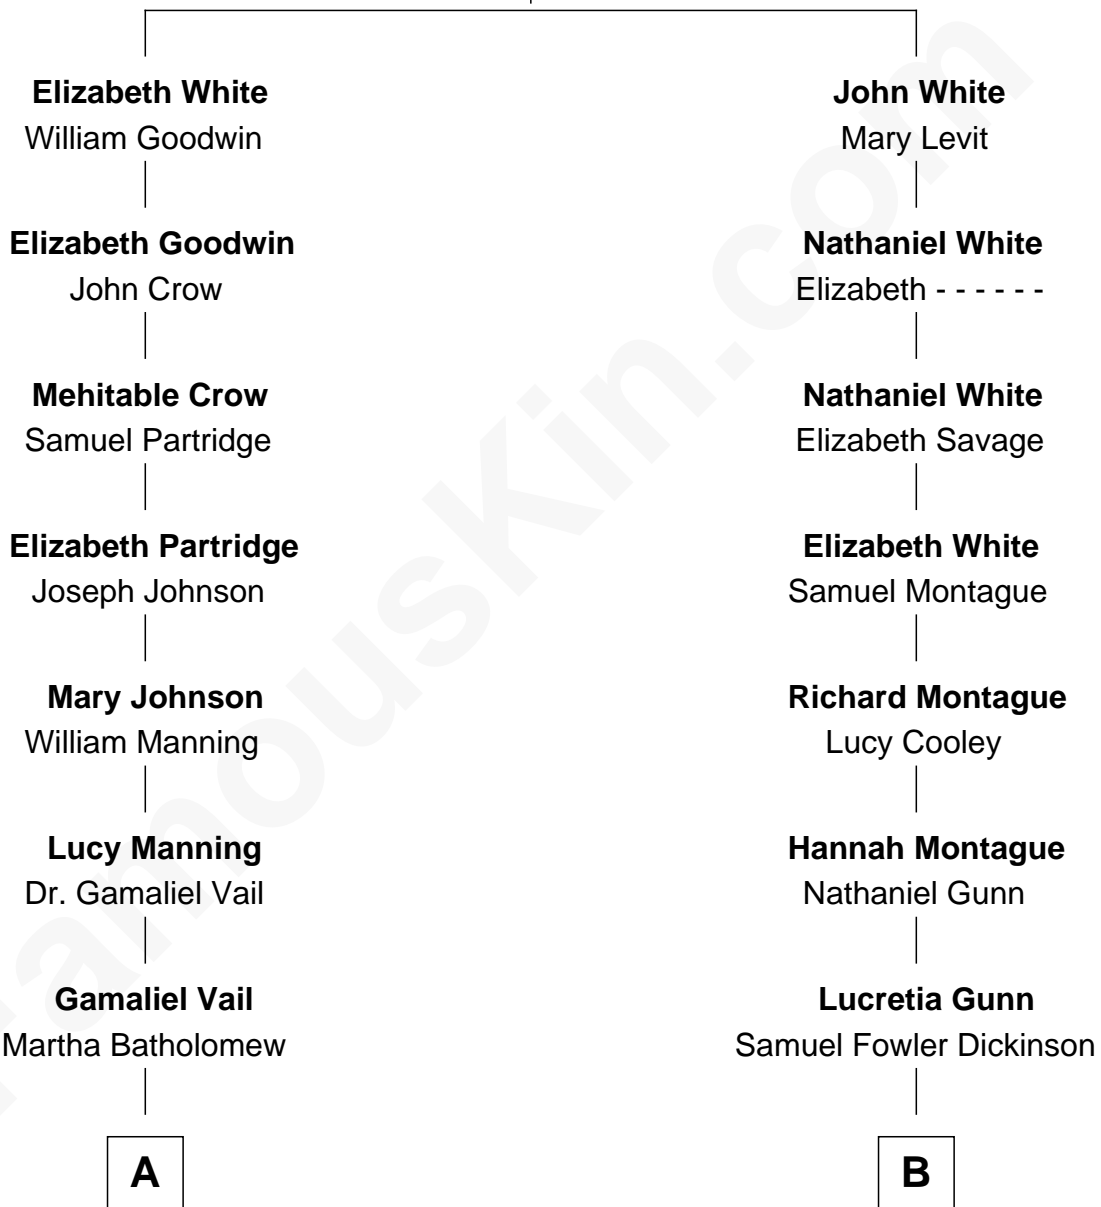 Elizabeth White
William Goodwin
Elizabeth Goodwin
John Crow
Mehitable Crow
Samuel Partridge
Elizabeth Partridge
Joseph Johnson
Mary Johnson
William Manning
Lucy Manning
Dr. Gamaliel Vail
Gamaliel Vail
Martha Batholomew
A
John White
Mary Levit
Nathaniel White
Elizabeth - - - - - -
Nathaniel White
Elizabeth Savage
Elizabeth White
Samuel Montague
Richard Montague
Lucy Cooley
Hannah Montague
Nathaniel Gunn
Lucretia Gunn
Samuel Fowler Dickinson
B
FamousKin.com